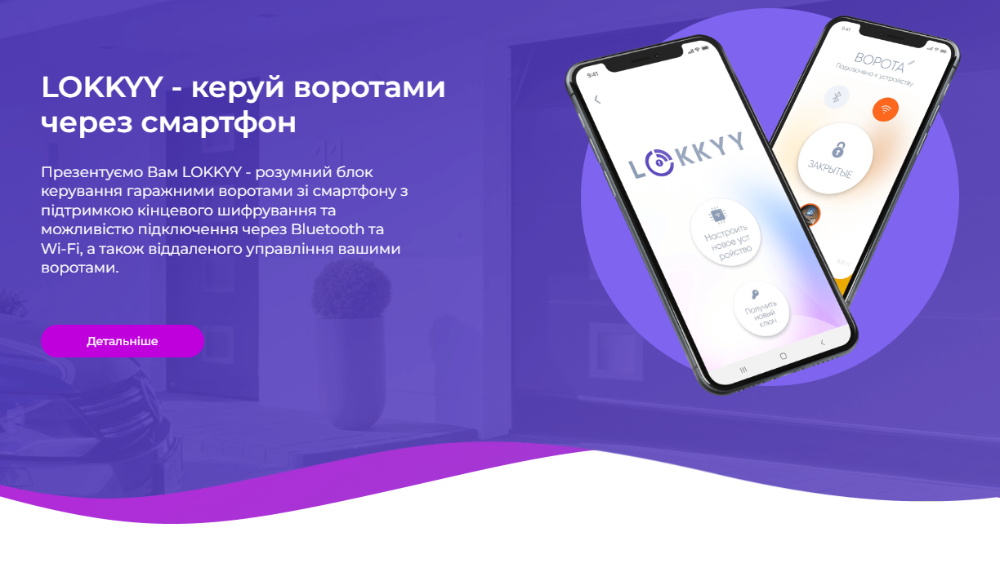 LOKKYY - керуй воротами
через смартфон
Презентуємо Вам LOKKYY - розумний блок
керування гаражними воротами зі смартфону з
підтримкою кінцевого шифрування та
можливістю підключення через Bluetooth та
Wi-Fi, а також віддаленого управління вашими
воротами.
Детальніше
9:41
LOKKYY
Настроить
новое уст
ройство
Получить
новый
ключ
9:41
ВОРОТА
Подключено к устройству
ЗАКРЫТЫЕ